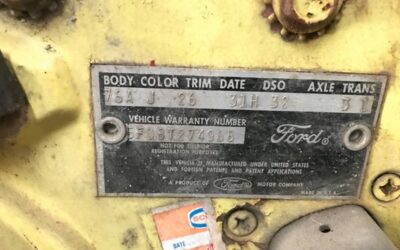 BODY COLOR TRIM DATE DSO AXLE TRANS
76A J 26 31H 32 3 1
VEHICLE WARRANTY NUMBER
Ford
NOT FOR TITLE OR
REGISTRATION PURPOSES
THIS VEHICLE IS MANUFACTURED UNDER UNITED STATES
AND FOREIGN PATENTS AND PATENT APPLICATIONS
A PRODUCT OF Ford MOTOR COMPANY
MADE IN U.S.A.
DATE